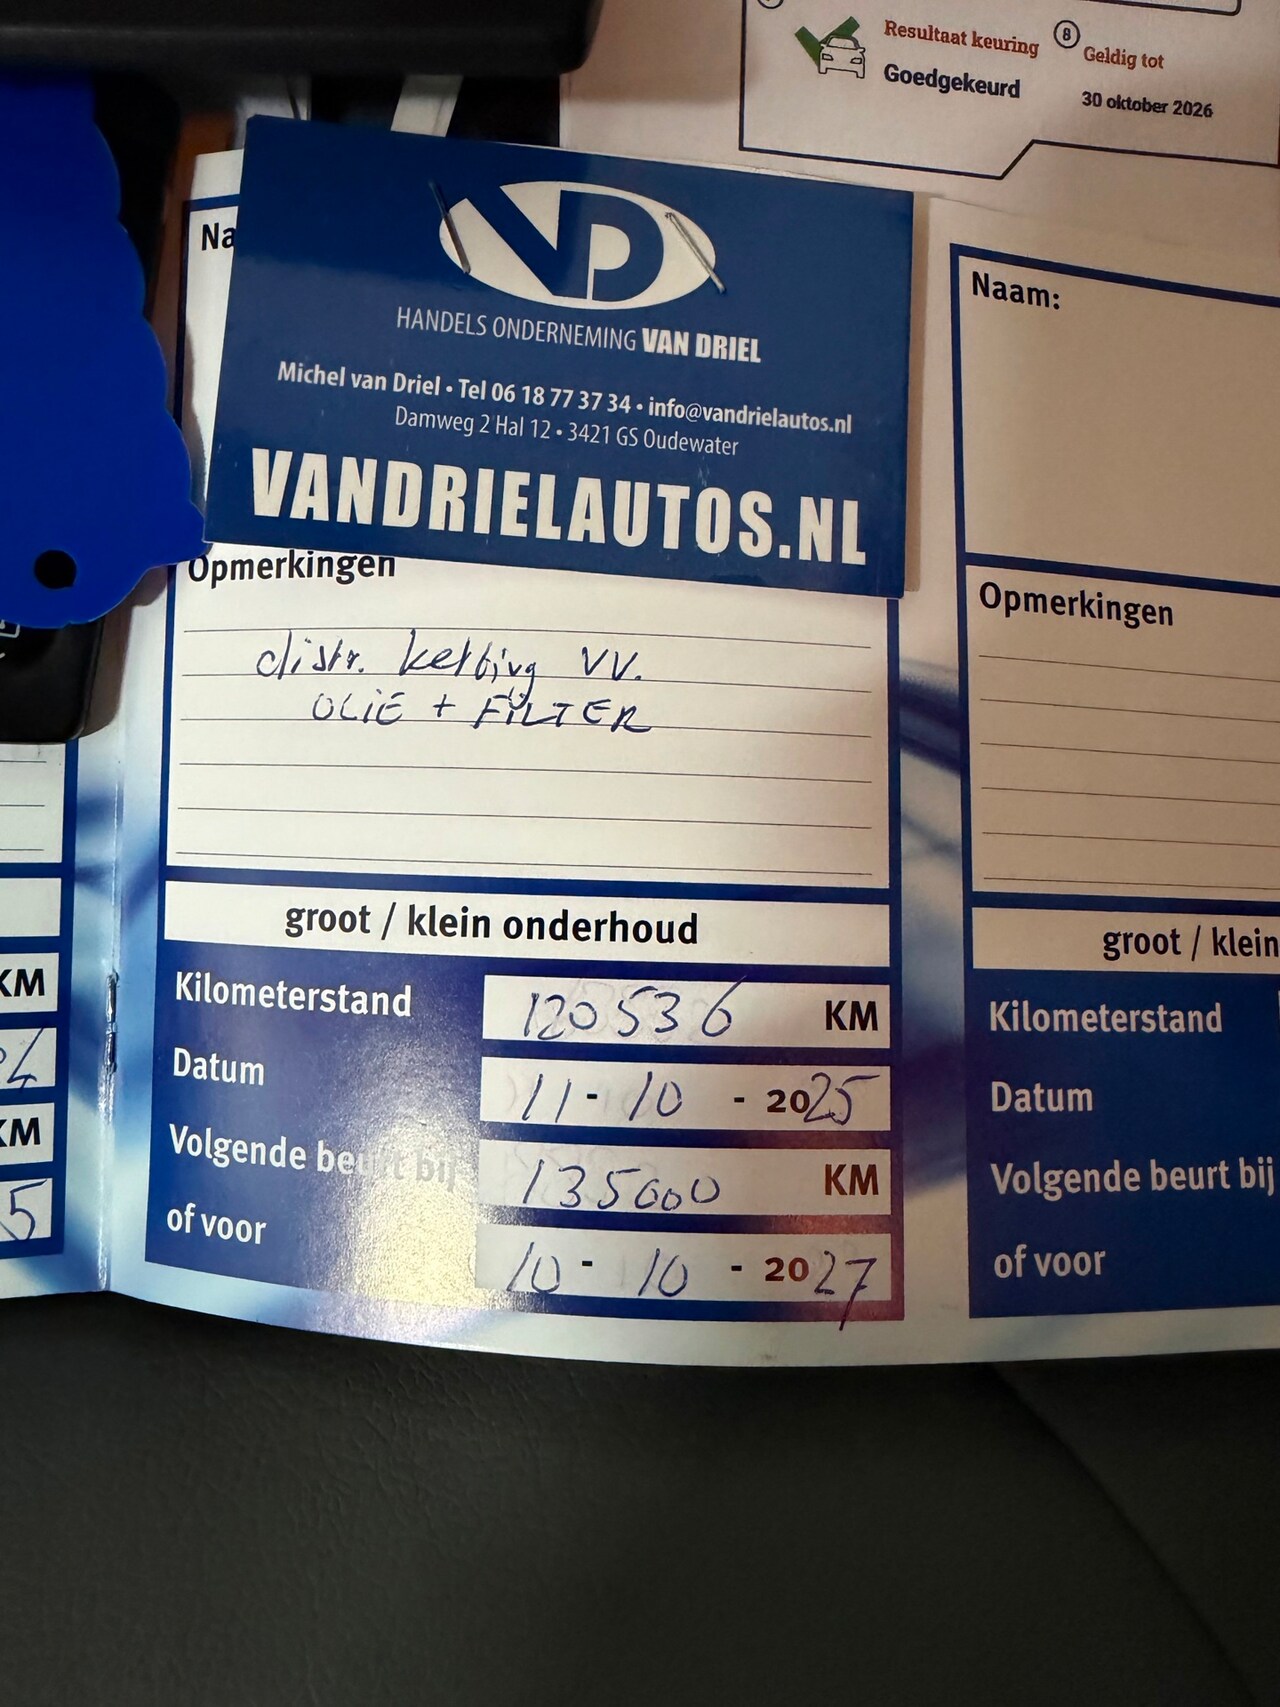 8
Resultaat keuring
Goedgekeurd
Geldig tot
30 oktober 2026
Na
VD
HANDELS ONDERNEMING VAN DRIEL
Michel van Driel • Tel 06 18 77 37 34 • info@vandrielautos.nl
Damweg 2 Hal 12 • 3421 GS Oudewater
VANDRIELAUTOS.NL
Opmerkingen
distr. ketting VV.
OLIE + FILTER
groot / klein onderhoud
Kilometerstand 120536 KM
Datum 11 - 10 - 2025
Volgende beurt bij 135000 KM
of voor 10 - 10 - 2027
Naam:
Opmerkingen
groot / klein
Kilometerstand
Datum
Volgende beurt bij
of voor
KM
KM
5